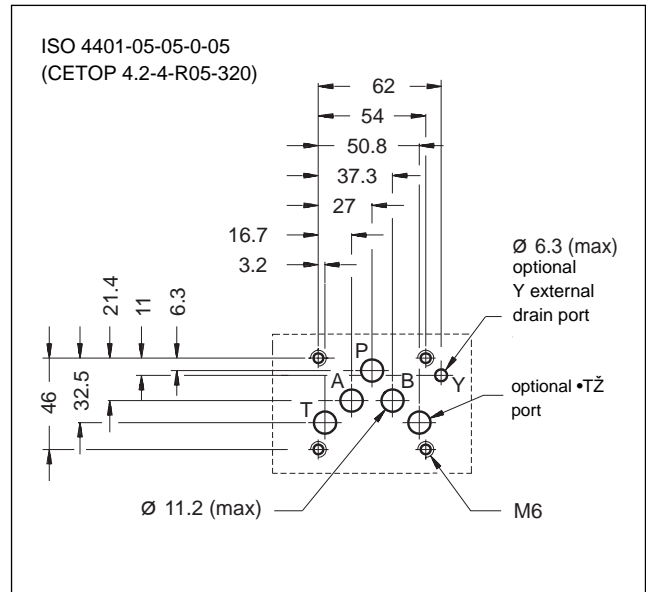 ISO 4401-05-05-0-05
(CETOP 4.2-4-R05-320)
62
54
50.8
37.3
27
16.7
3.2
Ø 6.3 (max)
optional
Y external
drain port
21.4
11
6.3
P
A
B
Y
T
46
32.5
optional •TŽ
port
Ø 11.2 (max)
M6